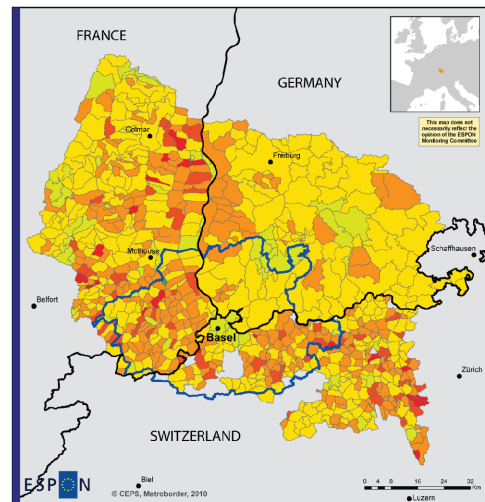 FRANCE
GERMANY
This map does not
necessarily reflect the
opinion of the ESPON
Monitoring Committee
Colmar
Freiburg
Mulhouse
Schaffhausen
Belfort
Basel
Zürich
SWITZERLAND
ESPON
Biel
© CEPS, Metroborder, 2010
0 4 8 16 24 32
Km
Luzern